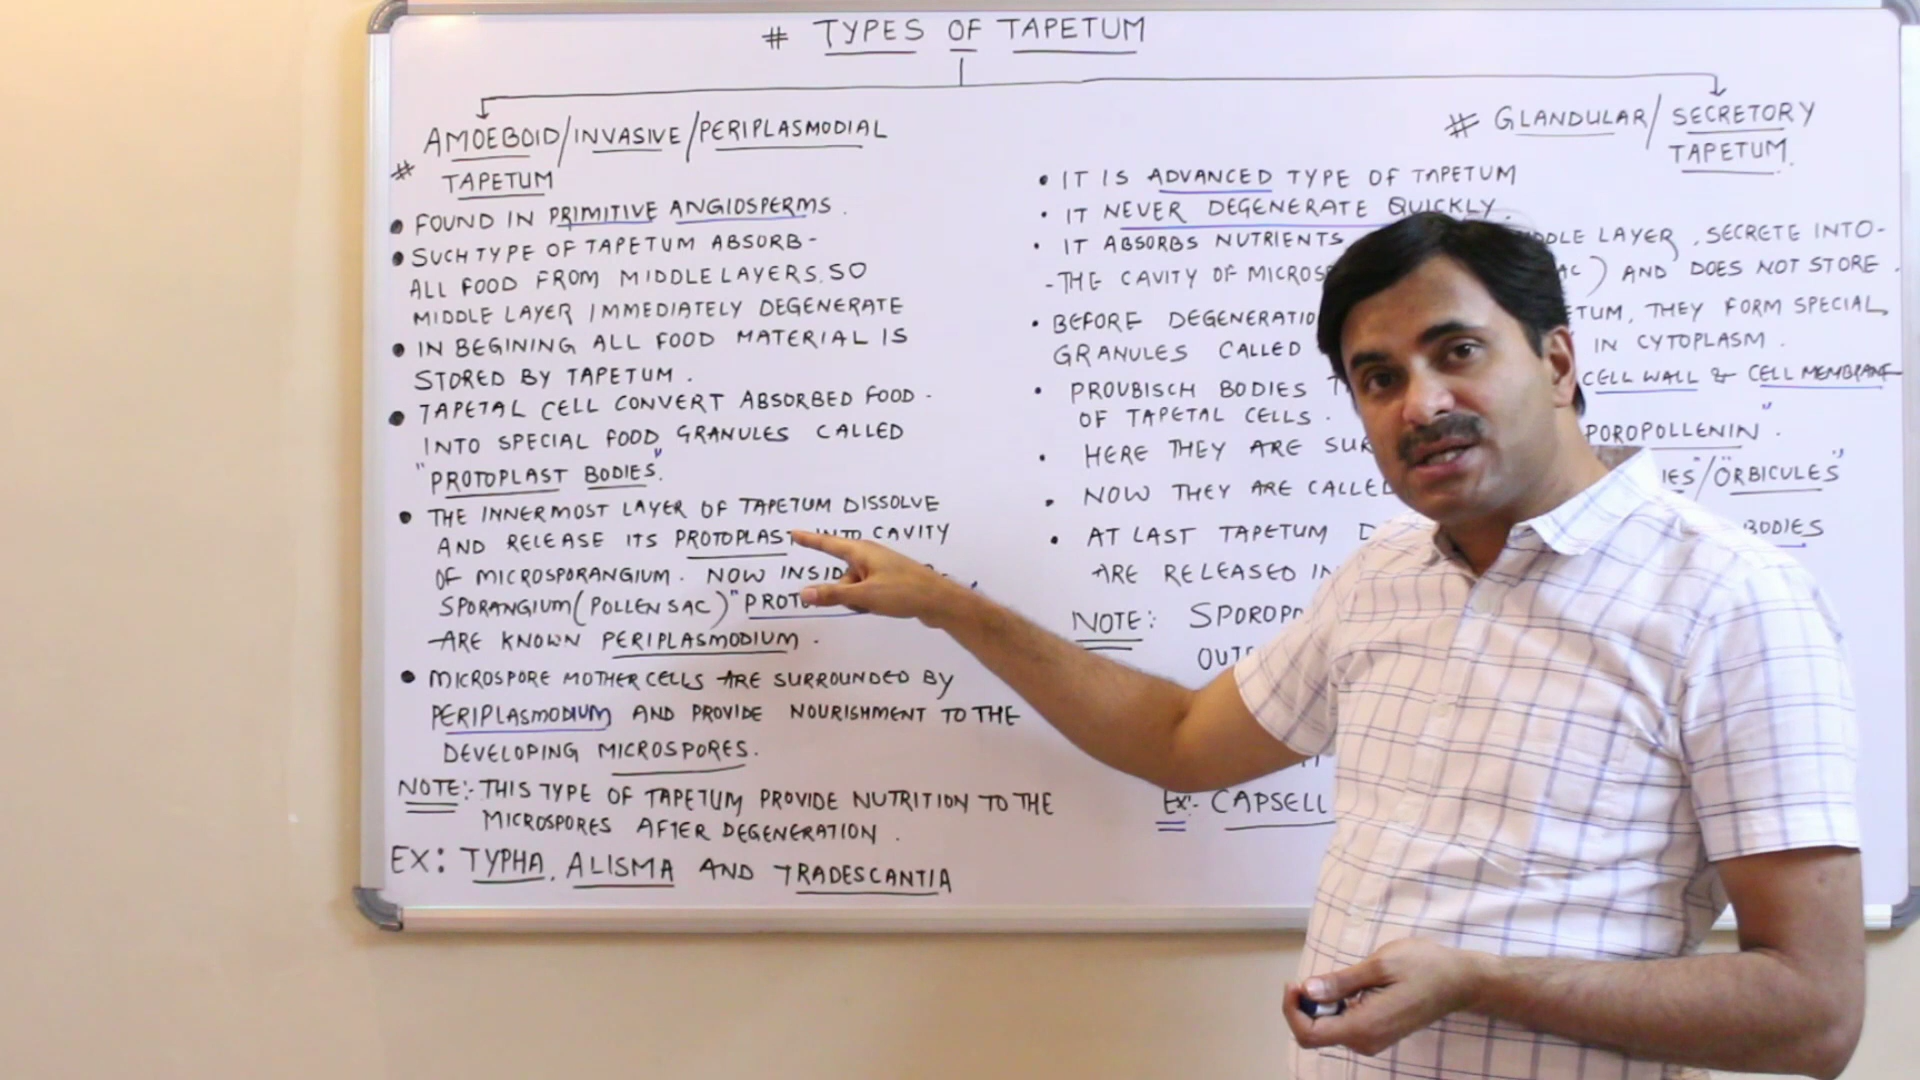 # TYPES OF TAPETUM
# AMOEBOID/INVASIVE/PERIPLASMODIAL
TAPETUM
• FOUND IN PRIMITIVE ANGIOSPERMS.
• SUCH TYPE OF TAPETUM ABSORB-
ALL FOOD FROM MIDDLE LAYERS. SO
MIDDLE LAYER IMMEDIATELY DEGENERATE
• IN BEGINING ALL FOOD MATERIAL IS
STORED BY TAPETUM.
• TAPETAL CELL CONVERT ABSORBED FOOD-
INTO SPECIAL FOOD GRANULES CALLED
"PROTOPLAST BODIES".
• THE INNERMOST LAYER OF TAPETUM DISSOLVE
AND RELEASE ITS PROTOPLAST INTO CAVITY
OF MICROSPORANGIUM. NOW INSID
SPORANGIUM (POLLEN SAC) "PROTO
ARE KNOWN PERIPLASMODIUM.
• MICROSPORE MOTHER CELLS ARE SURROUNDED BY
PERIPLASMODIUM AND PROVIDE NOURISHMENT TO THE
DEVELOPING MICROSPORES.
NOTE:- THIS TYPE OF TAPETUM PROVIDE NUTRITION TO THE
MICROSPORES AFTER DEGENERATION.
EX: TYPHA, ALISMA AND TRADESCANTIA
# GLANDULAR/SECRETORY
TAPETUM.
• IT IS ADVANCED TYPE OF TAPETUM
• IT NEVER DEGENERATE QUICKLY.
• IT ABSORBS NUTRIENTS DDLE LAYER, SECRETE INTO-
-THE CAVITY OF MICROS AC) AND DOES NOT STORE.
• BEFORE DEGENERATIO ETUM, THEY FORM SPECIAL
GRANULES CALLED IN CYTOPLASM.
• PROUBISCH BODIES T CELL WALL & CELL MEMBRANE
OF TAPETAL CELLS.
• HERE THEY ARE SUR POROPOLLENIN".
• NOW THEY ARE CALLED IES"/"ORBICULES"
• AT LAST TAPETUM D BODIES
ARE RELEASED IN
NOTE: SPOROPO
OUT
EX:- CAPSELL